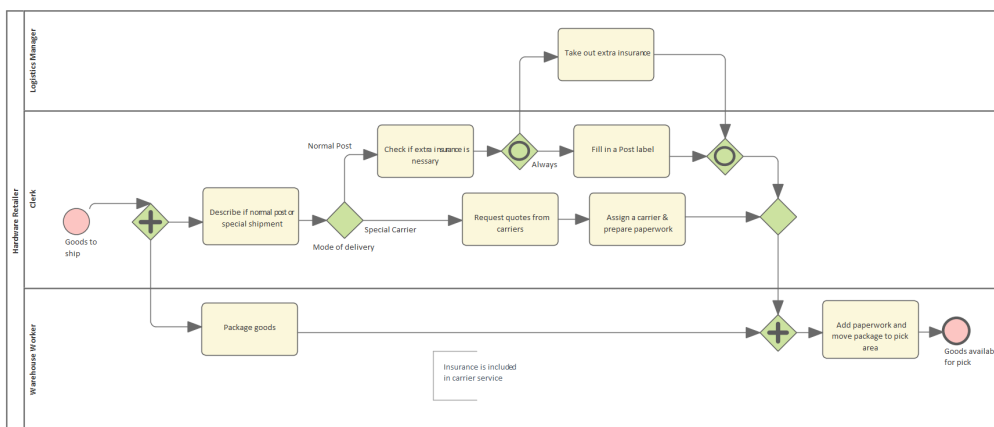 Hardware Retailer
Logistics Manager
Take out extra insurance
Clerk
Normal Post
Check if extra insurance is
nessary
Always
Fill in a Post label
Goods to
ship
Describe if normal post or
special shipment
Special Carrier
Mode of delivery
Request quotes from
carriers
Assign a carrier &
prepare paperwork
Warehouse Worker
Package goods
Insurance is included
in carrier service
Add paperwork and
move package to pick
area
Goods availab
for pick